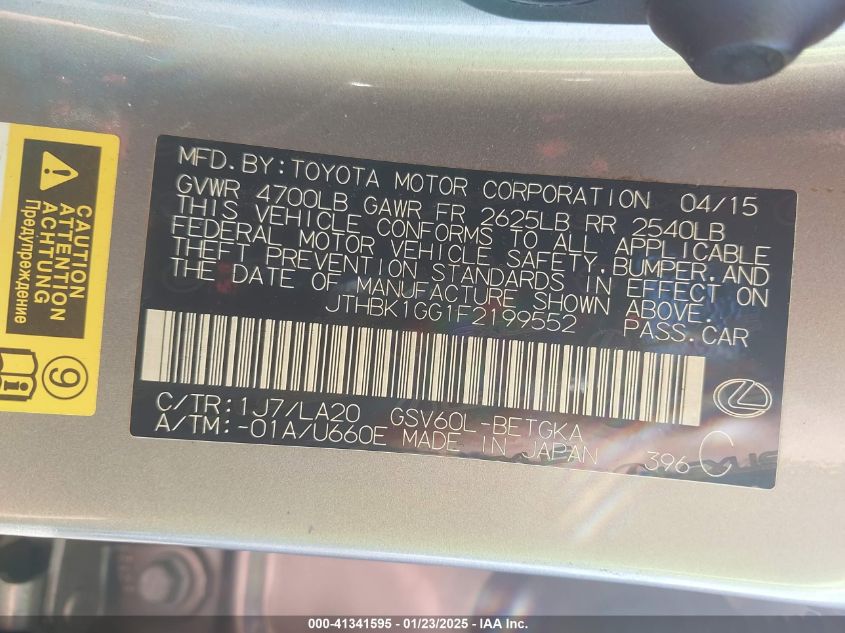 MFD. BY: TOYOTA MOTOR CORPORATION 04/15
GVWR 4700LB GAWR FR 2625LB RR 2540LB
THIS VEHICLE CONFORMS TO ALL APPLICABLE
FEDERAL MOTOR VEHICLE SAFETY, BUMPER, AND
THEFT PREVENTION STANDARDS IN EFFECT ON
THE DATE OF MANUFACTURE SHOWN ABOVE.
JTHBK1GG1F2199552 PASS. CAR
C/TR: 1J7/LA20 GSV60L-BETGKA
A/TM: -01A/U660E MADE IN JAPAN 396 C
CAUTION
ATTENTION
ACHTUNG
Предупреждение
9
000-41341595 - 01/23/2025 - IAA Inc.